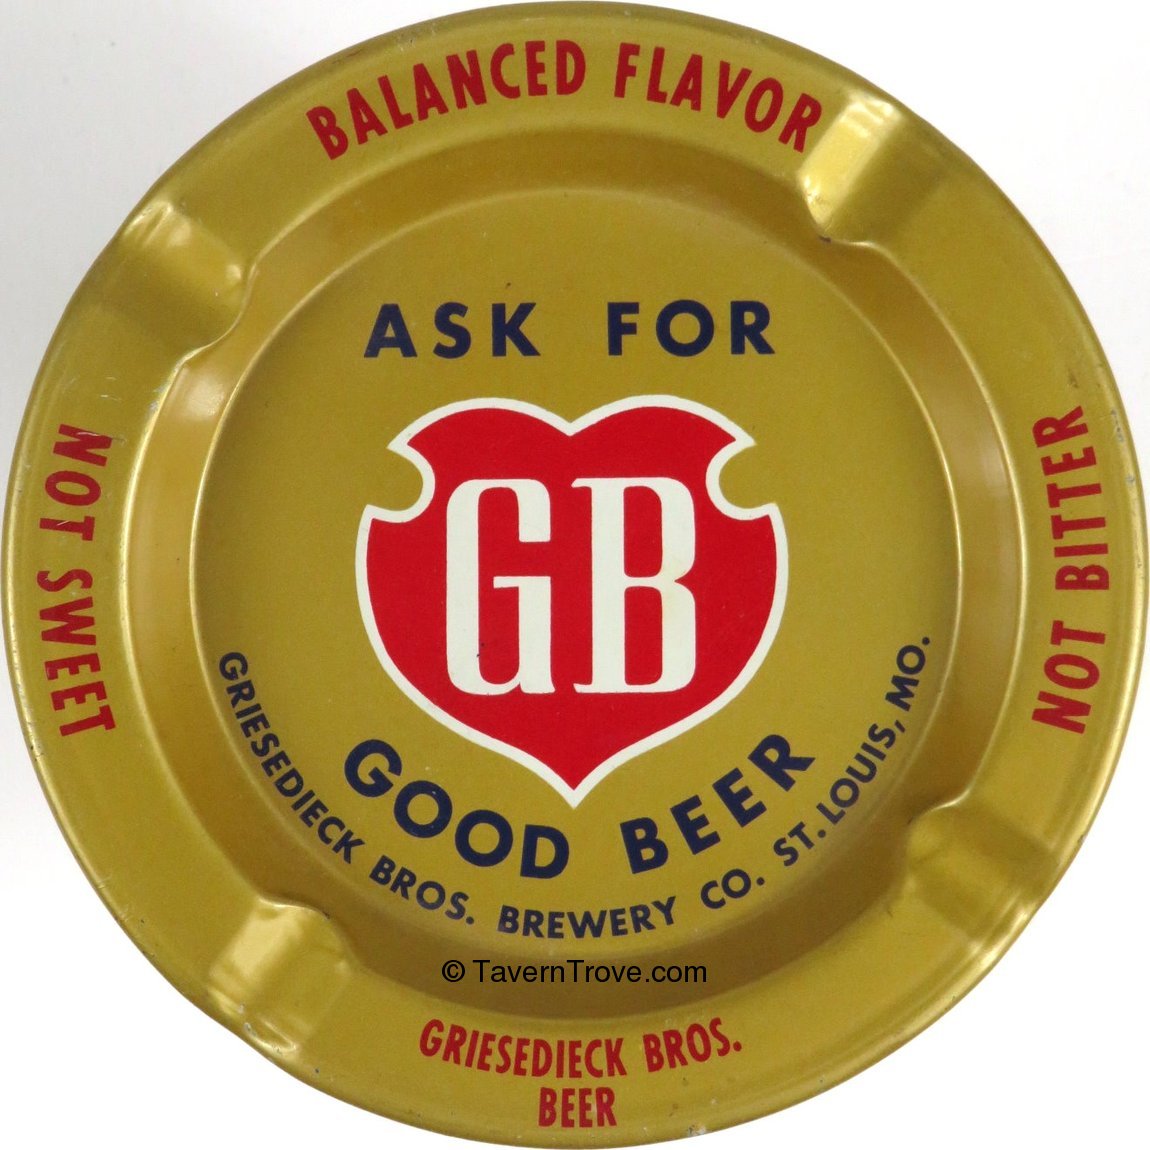 BALANCED FLAVOR
ASK FOR
GB
GOOD BEER
GRIESEDIECK BROS. BREWERY CO. ST. LOUIS, MO.
NOT SWEET
NOT BITTER
© TavernTrove.com
GRIESEDIECK BROS.
BEER